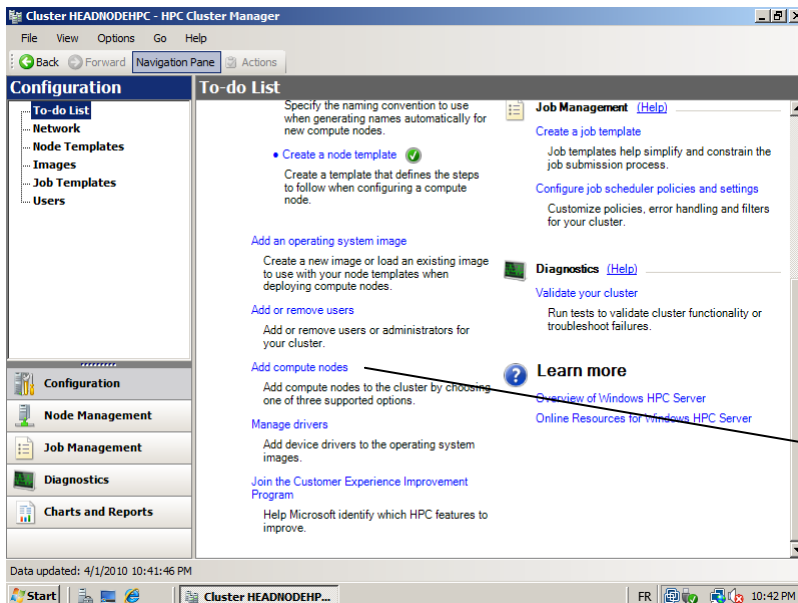 Cluster HEADNODEHPC - HPC Cluster Manager
File View Options Go Help
Back Forward Navigation Pane Actions
Configuration
To-do List
Network
Node Templates
Images
Job Templates
Users
Configuration
Node Management
Job Management
Diagnostics
Charts and Reports
To-do List
Specify the naming convention to use
when generating names automatically for
new compute nodes.
• Create a node template
Create a template that defines the steps
to follow when configuring a compute
node.
Add an operating system image
Create a new image or load an existing image
to use with your node templates when
deploying compute nodes.
Add or remove users
Add or remove users or administrators for
your cluster.
Add compute nodes
Add compute nodes to the cluster by choosing
one of three supported options.
Manage drivers
Add device drivers to the operating system
images.
Join the Customer Experience Improvement
Program
Help Microsoft identify which HPC features to
improve.
Job Management (Help)
Create a job template
Job templates help simplify and constrain the
job submission process.
Configure job scheduler policies and settings
Customize policies, error handling and filters
for your cluster.
Diagnostics (Help)
Validate your cluster
Run tests to validate cluster functionality or
troubleshoot failures.
Learn more
Overview of Windows HPC Server
Online Resources for Windows HPC Server
Data updated: 4/1/2010 10:41:46 PM
Start Cluster HEADNODEHP... FR 10:42 PM